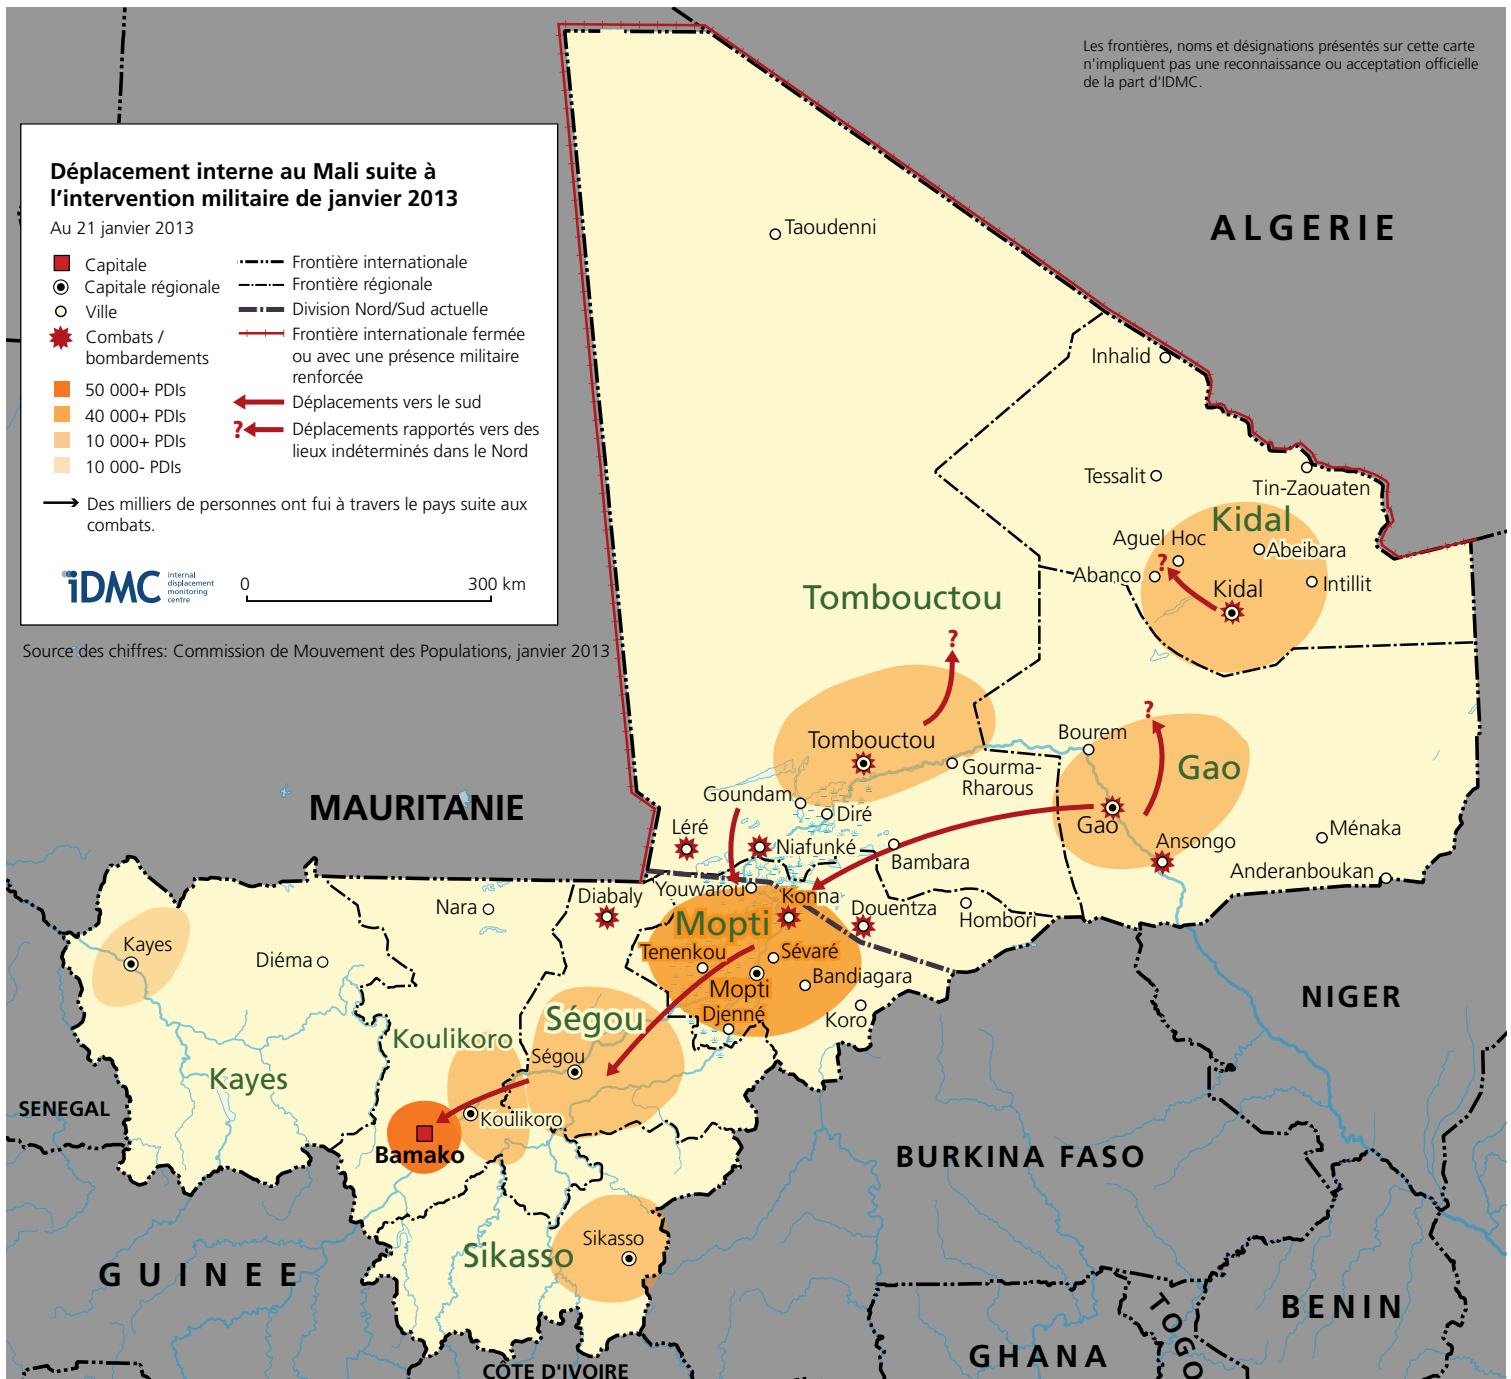 Les frontières, noms et désignations présentés sur cette carte
n'impliquent pas une reconnaissance ou acceptation officielle
de la part d'IDMC.
Déplacement interne au Mali suite à
l'intervention militaire de janvier 2013
Au 21 janvier 2013
Capitale
Capitale régionale
Ville
Combats /
bombardements
50 000+ PDIs
40 000+ PDIs
10 000+ PDIs
10 000- PDIs
Frontière internationale
Frontière régionale
Division Nord/Sud actuelle
Frontière internationale fermée
ou avec une présence militaire
renforcée
Déplacements vers le sud
? Déplacements rapportés vers des
lieux indéterminés dans le Nord
Des milliers de personnes ont fui à travers le pays suite aux
combats.
iDMC
internal
displacement
monitoring
centre
0 300 km
Source des chiffres: Commission de Mouvement des Populations, janvier 2013
ALGERIE
Taoudenni
Inhalid
Tessalit
Tin-Zaouaten
Kidal
Aguel Hoc
Abeibara
?
Abanco
Intillit
Kidal
Tombouctou
?
?
Tombouctou
Bourem
Gourma-
Rharous
Gao
MAURITANIE
Goundam
Diré
Gao
Léré
Niafunké
Bambara
Ansongo
Ménaka
Anderanboukan
Youwarou
Diabaly
Konna
Nara
Douentza
Hombori
Mopti
Kayes
Diéma
Tenenkou
Sévaré
Mopti
Bandiagara
NIGER
Djenné
Koro
Ségou
Koulikoro
Ségou
Kayes
SENEGAL
Koulikoro
Bamako
BURKINA FASO
Sikasso
Sikasso
GUINEE
BENIN
TOGO
GHANA
CÔTE D'IVOIRE